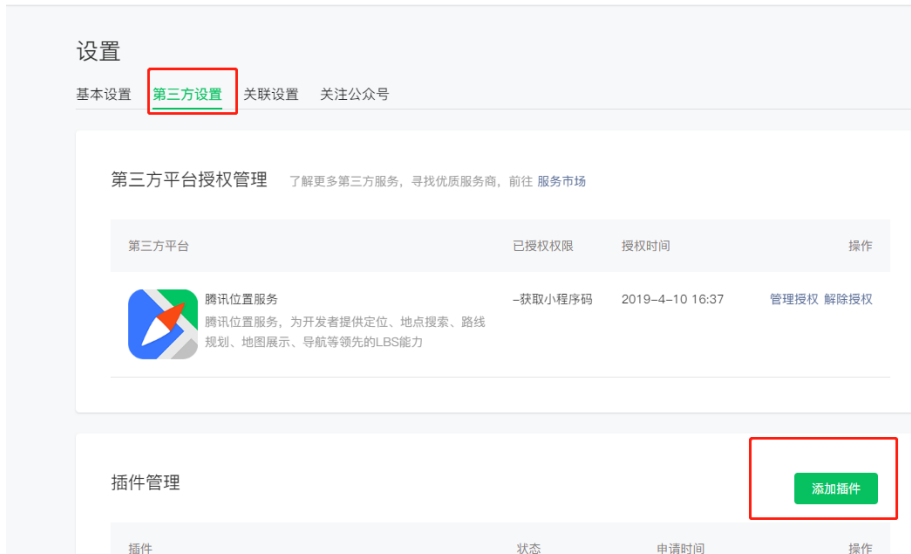 设置
基本设置 第三方设置 关联设置 关注公众号
第三方平台授权管理 了解更多第三方服务，寻找优质服务商，前往 服务市场
第三方平台 已授权权限 授权时间 操作
腾讯位置服务 -获取小程序码 2019-4-10 16:37 管理授权 解除授权
腾讯位置服务，为开发者提供定位、地点搜索、路线
规划、地图展示、导航等领先的LBS能力
插件管理 添加插件
插件 状态 申请时间 操作